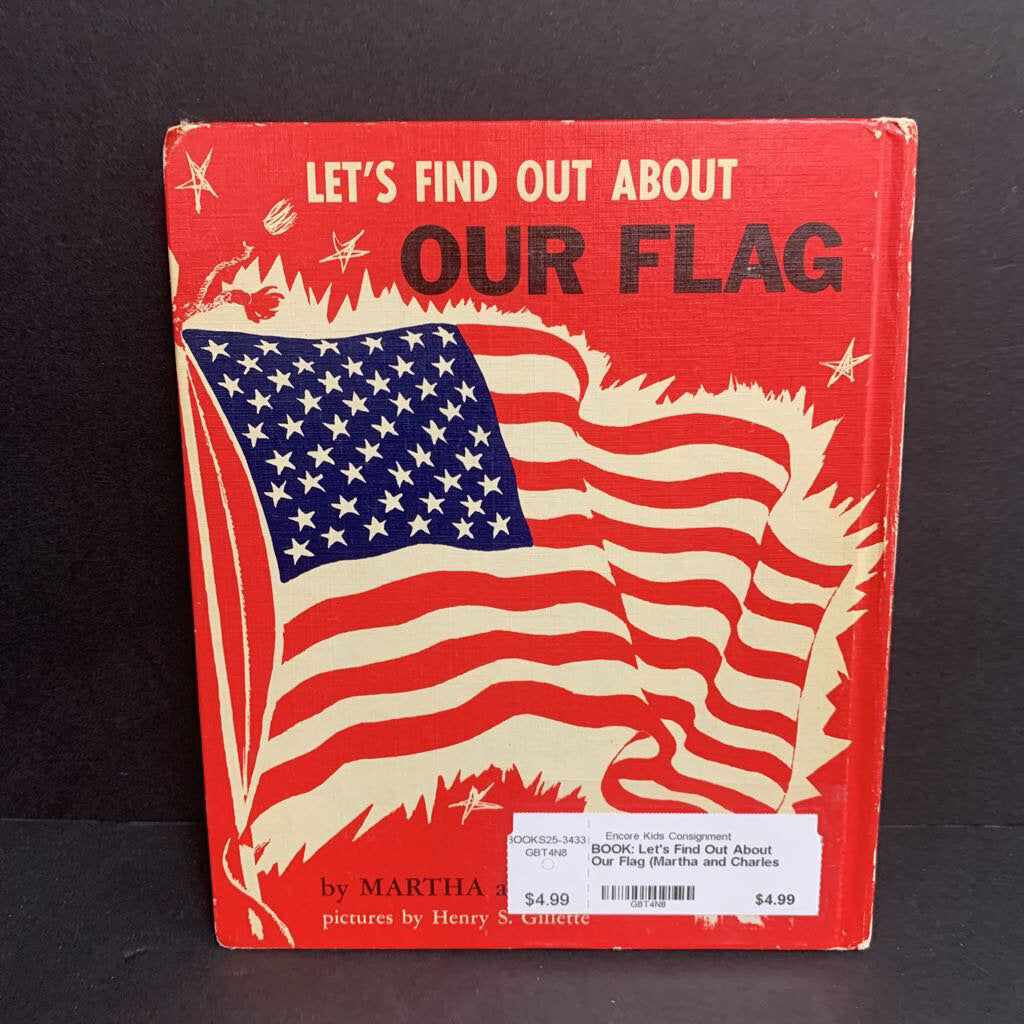 LET'S FIND OUT ABOUT
OUR FLAG
by MARTHA a
pictures by Henry S. Gillette
BOOKS25-3433
GBT4N8
$4.99
Encore Kids Consignment
BOOK: Let's Find Out About
Our Flag (Martha and Charles
GBT4N8
$4.99